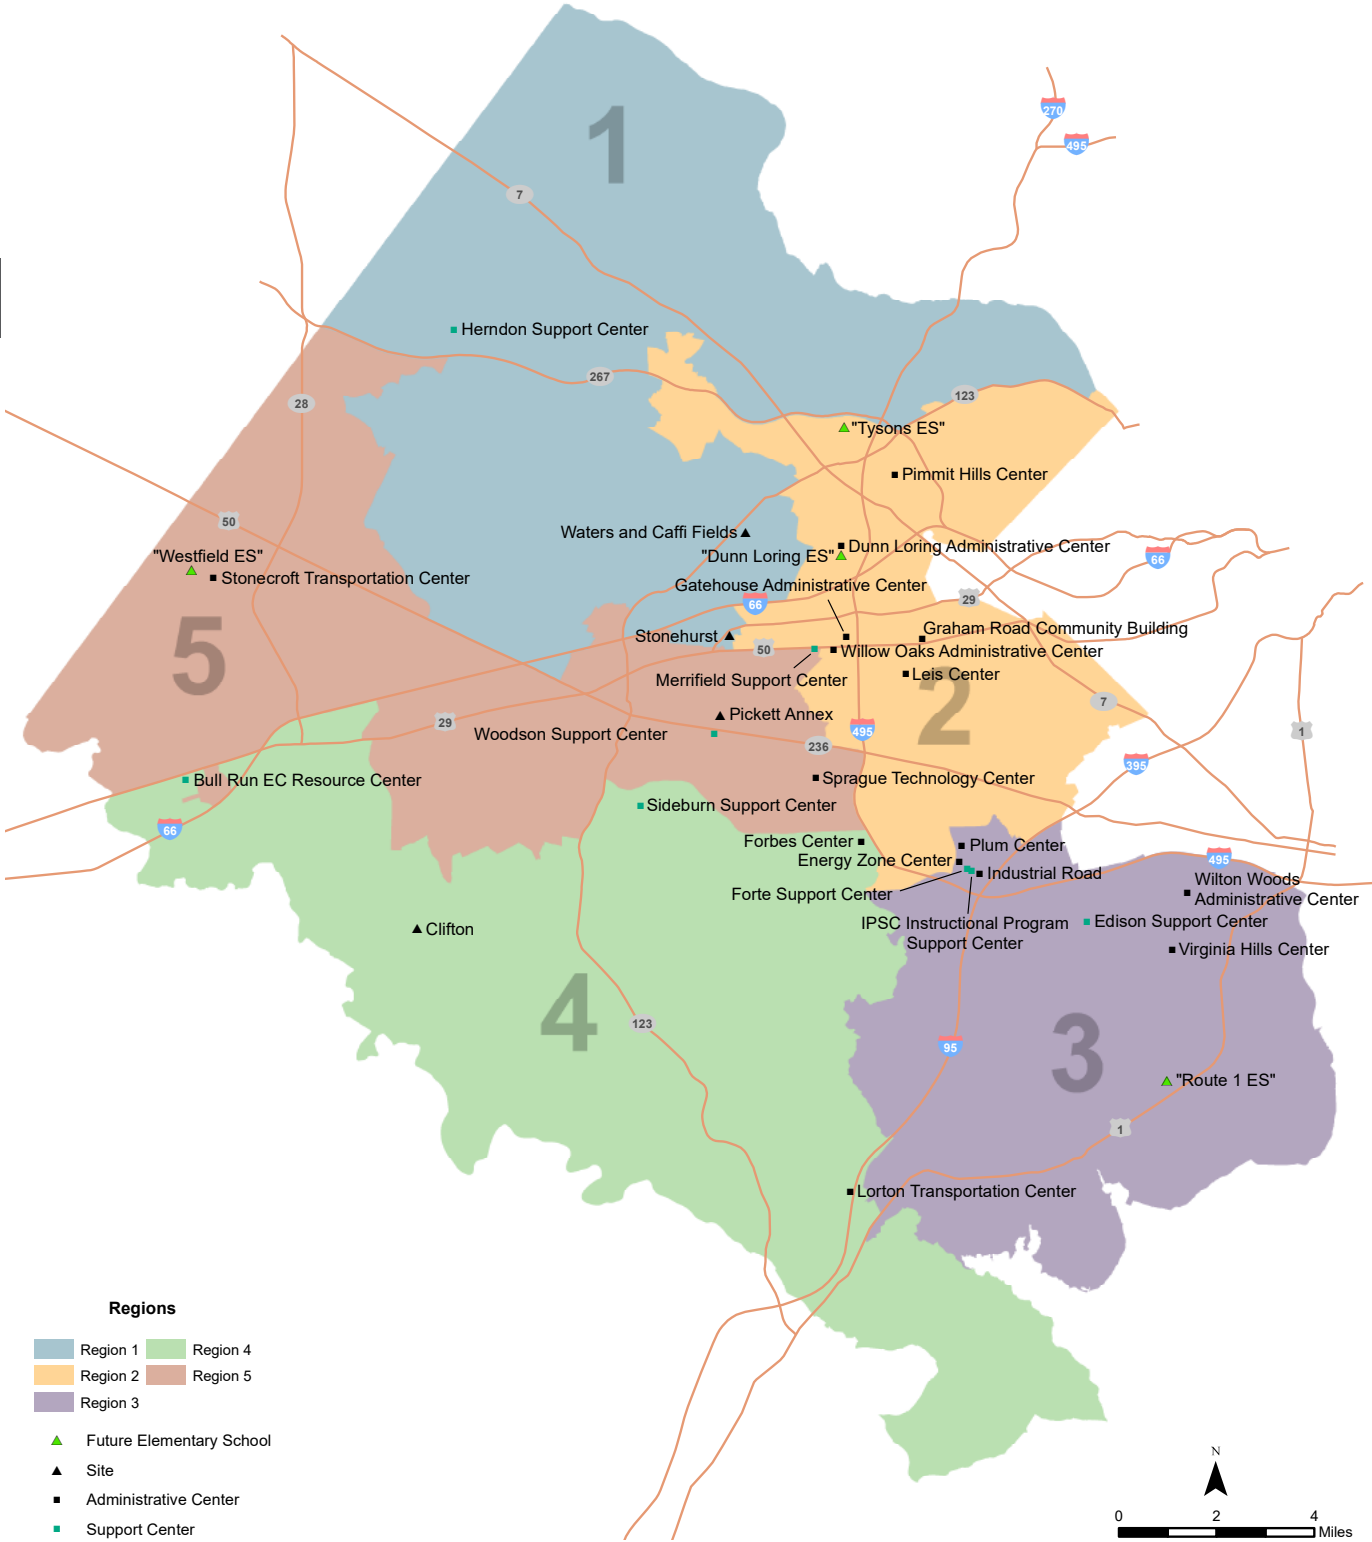 1
270
495
7
Herndon Support Center
267
123
28
"Tysons ES"
Pimmit Hills Center
50
Waters and Caffi Fields
"Dunn Loring ES"
Dunn Loring Administrative Center
66
"Westfield ES"
Stonecroft Transportation Center
Gatehouse Administrative Center
66
29
5
Stonehurst
Graham Road Community Building
50
Willow Oaks Administrative Center
Merrifield Support Center
Leis Center
2
7
29
Pickett Annex
Woodson Support Center
236
495
1
395
Bull Run EC Resource Center
Sprague Technology Center
Sideburn Support Center
66
Forbes Center
Plum Center
Energy Zone Center
495
Industrial Road
Forte Support Center
Wilton Woods
Administrative Center
IPSC Instructional Program
Support Center
Edison Support Center
Clifton
Virginia Hills Center
4
123
95
3
"Route 1 ES"
1
Lorton Transportation Center
Regions
Region 1
Region 4
Region 2
Region 5
Region 3
Future Elementary School
Site
Administrative Center
Support Center
N
0 2 4
Miles